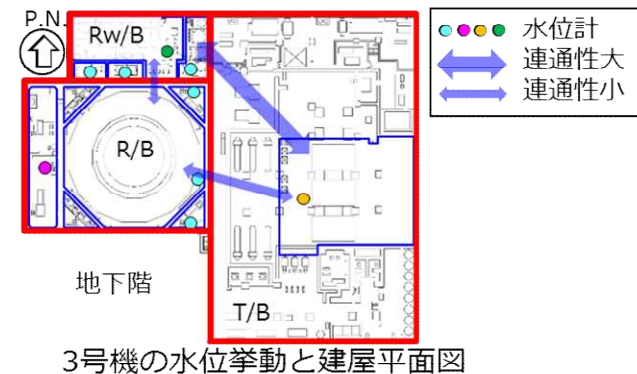 P.N.
Rw/B
R/B
地下階
T/B
水位計
連通性大
連通性小
3号機の水位挙動と建屋平面図